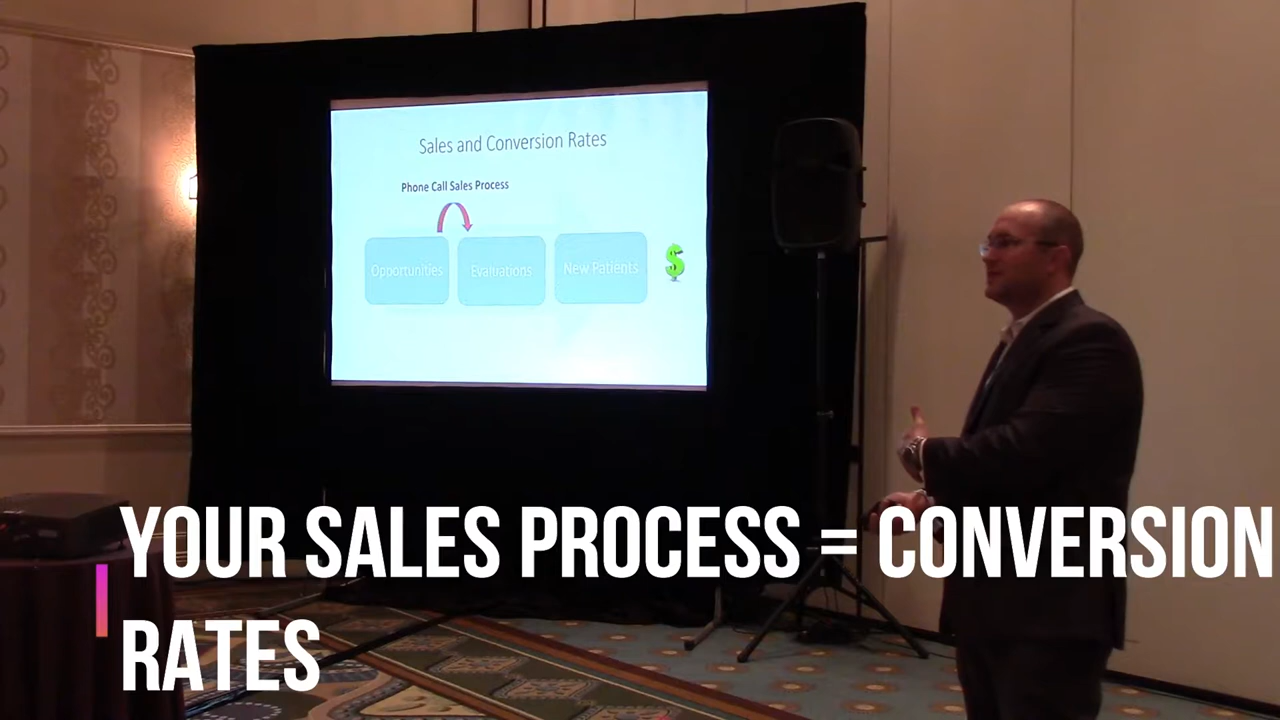 Sales and Conversion Rates
Phone Call Sales Process
Opportunities Evaluations New Patients $
YOUR SALES PROCESS = CONVERSION
RATES